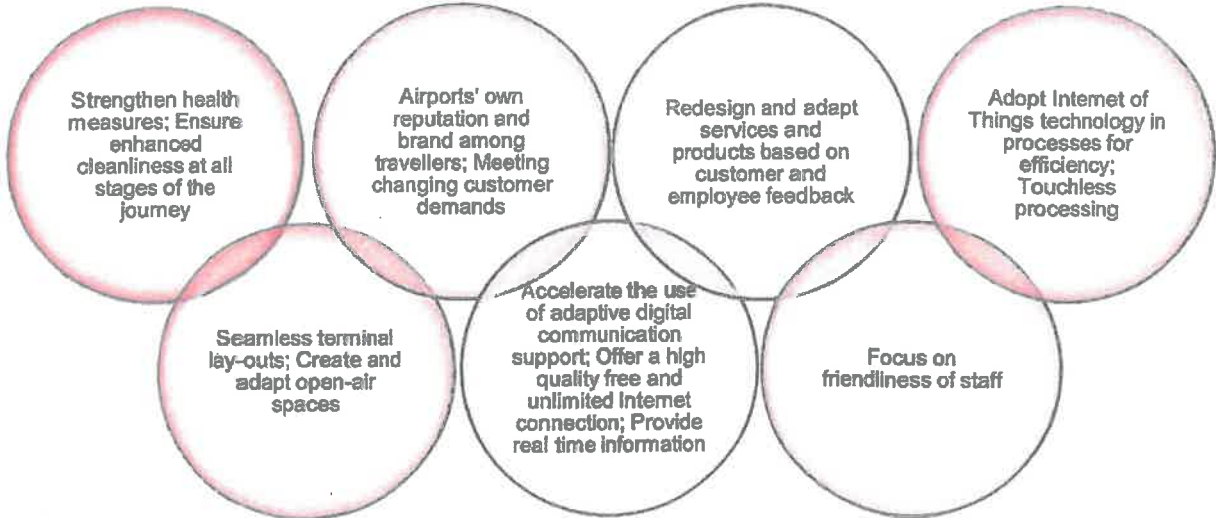 Strengthen health
measures; Ensure
enhanced
cleanliness at all
stages of the
journey
Airports' own
reputation and
brand among
travellers; Meeting
changing customer
demands
Redesign and adapt
services and
products based on
customer and
employee feedback
Adopt Internet of
Things technology in
processes for
efficiency;
Touchless
processing
Seamless terminal
lay-outs; Create and
adapt open-air
spaces
Accelerate the use
of adaptive digital
communication
support; Offer a high
quality free and
unlimited Internet
connection; Provide
real time information
Focus on
friendliness of staff